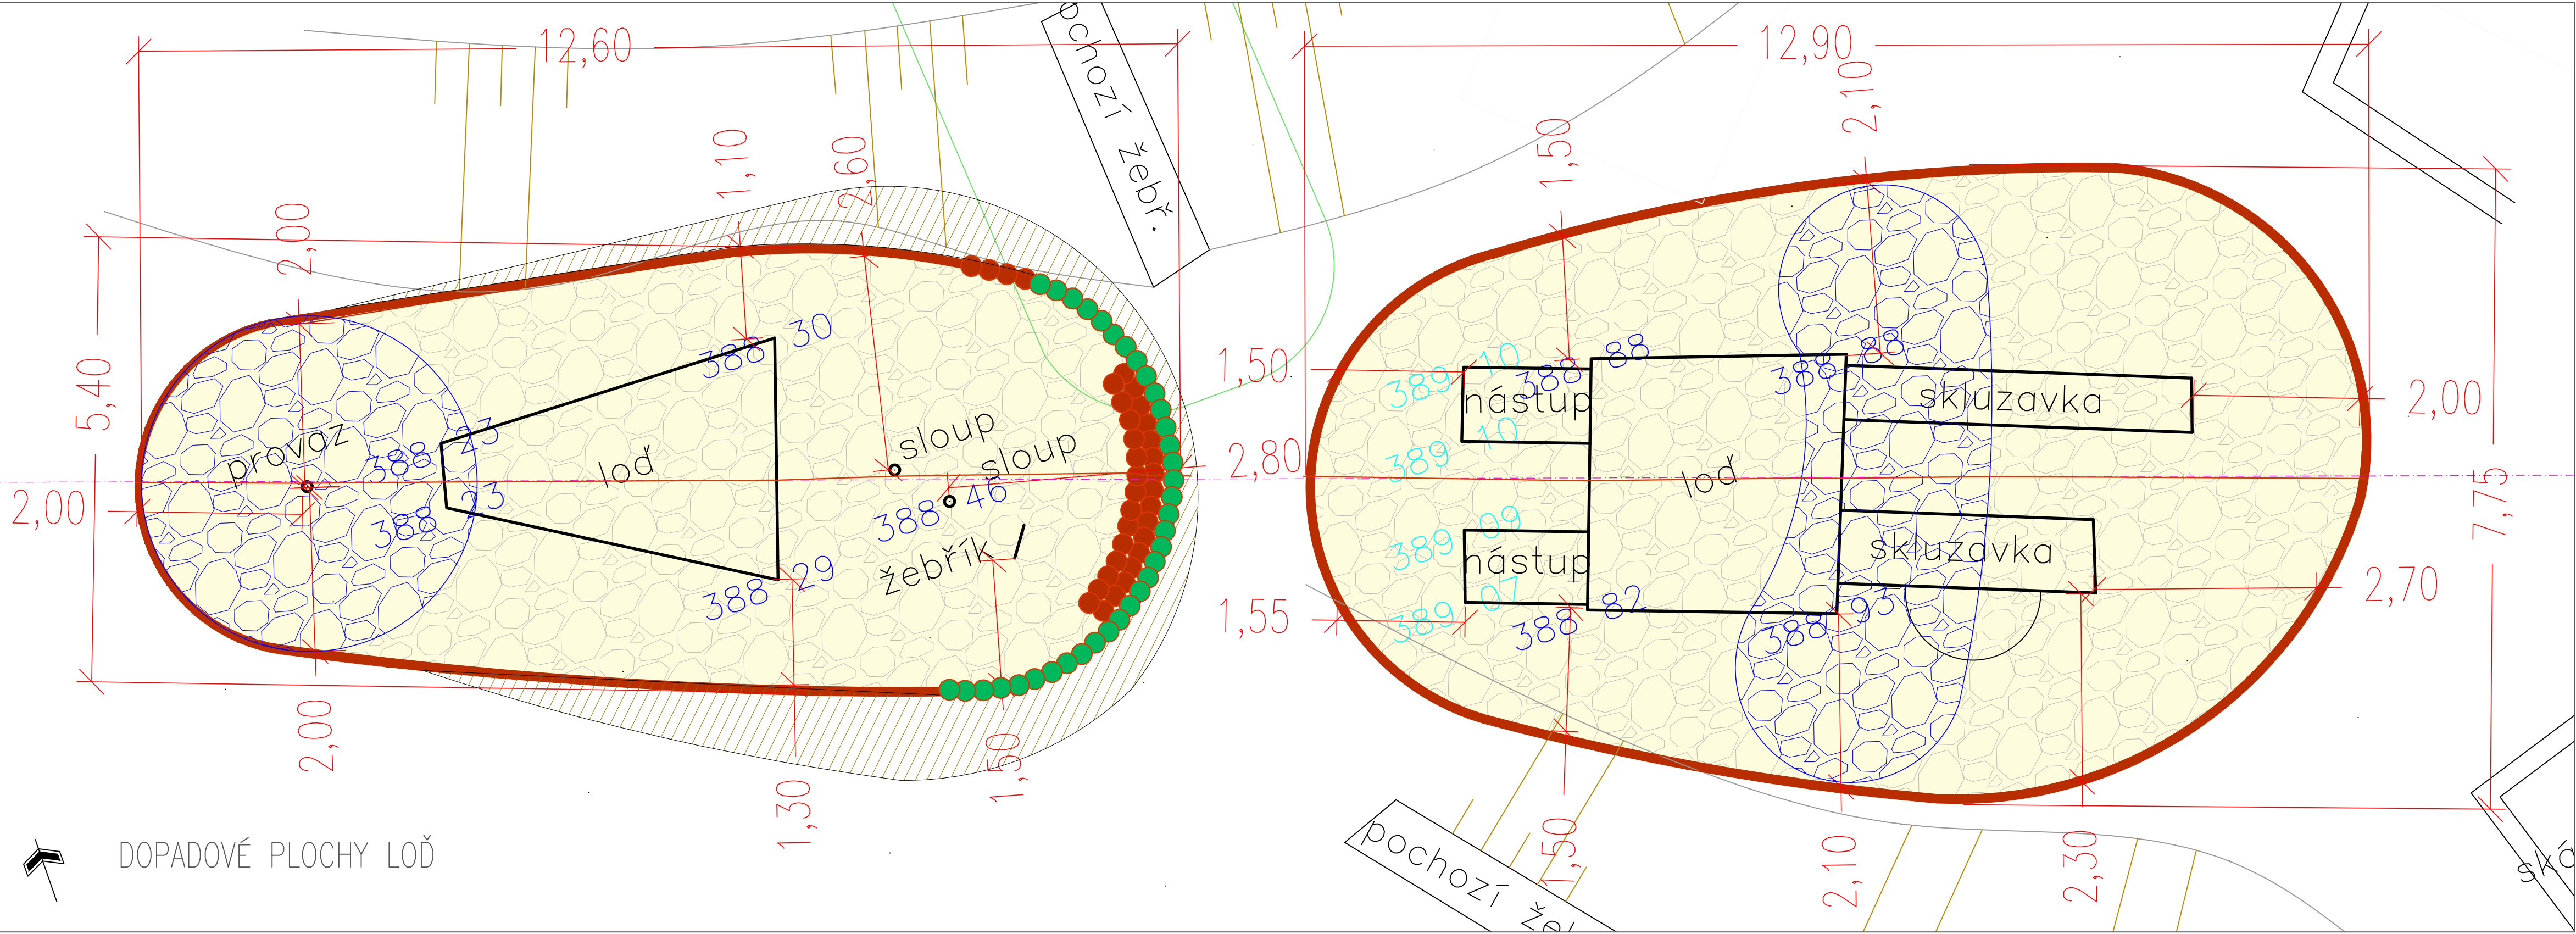 12,60
12,90
pochozí žebř.
2,10
1,50
1,10
2,60
2,00
5,40
388 30
388 23
388 23
388 29
provaz
loď
sloup
sloup
388 46
žebřík
2,00
2,00
1,30
1,50
2,80
1,50
1,55
389 10
389 10
389 09
389 07
nástup
nástup
388 88
388 88
388 82
388 93
loď
skluzavka
skluzavka
2,00
2,70
7,75
1,50
2,10
2,30
pochozí
DOPADOVÉ PLOCHY LOĎ